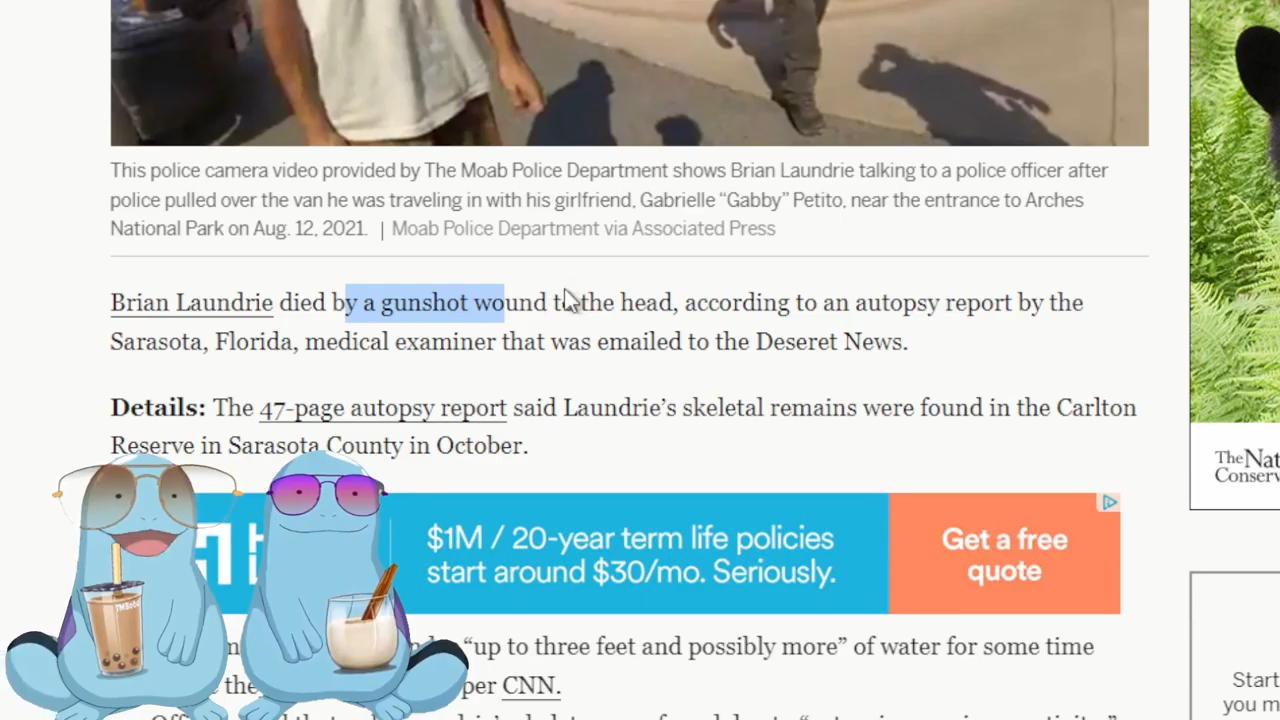 This police camera video provided by The Moab Police Department shows Brian Laundrie talking to a police officer after
police pulled over the van he was traveling in with his girlfriend, Gabrielle “Gabby” Petito, near the entrance to Arches
National Park on Aug. 12, 2021. | Moab Police Department via Associated Press
Brian Laundrie died by a gunshot wound to the head, according to an autopsy report by the
Sarasota, Florida, medical examiner that was emailed to the Deseret News.
Details: The 47-page autopsy report said Laundrie’s skeletal remains were found in the Carlton
Reserve in Sarasota County in October.
The Nat
Conserv
$1M / 20-year term life policies
start around $30/mo. Seriously.
Get a free
quote
“up to three feet and possibly more” of water for some time
per CNN.
Start
you m